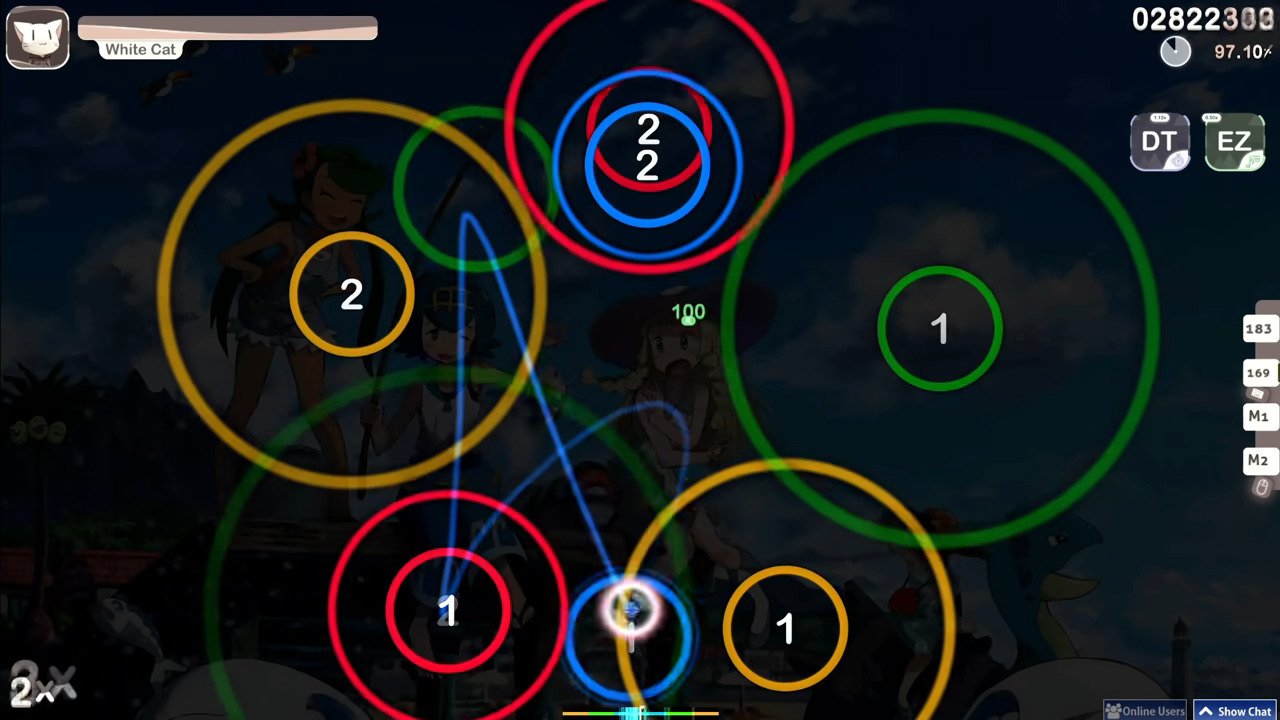 White Cat
97.10%
DT
EZ
2
2
2
1
100
183
169
M1
M2
1
1
1
2x
Online Users
Show Chat